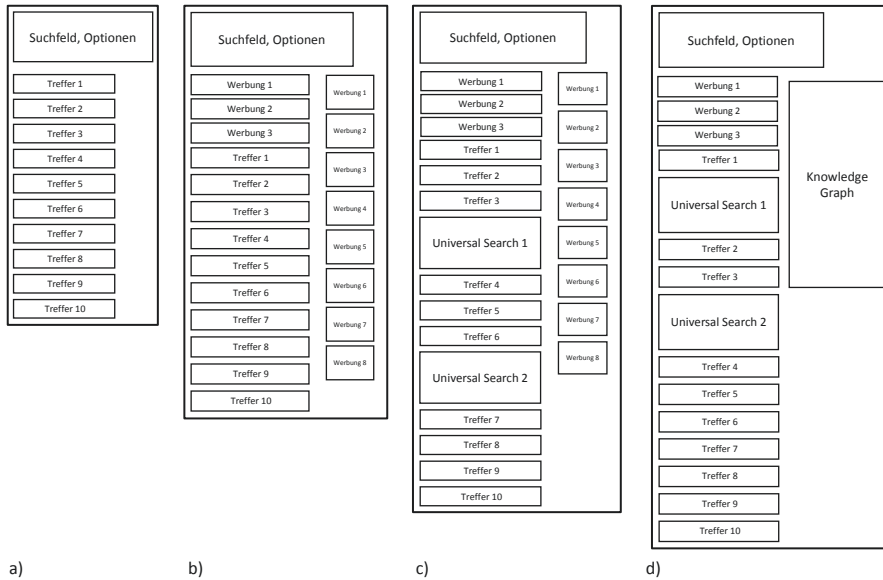 Suchfeld, Optionen
Treffer 1
Treffer 2
Treffer 3
Treffer 4
Treffer 5
Treffer 6
Treffer 7
Treffer 8
Treffer 9
Treffer 10
a)
Suchfeld, Optionen
Werbung 1
Werbung 2
Werbung 3
Treffer 1
Treffer 2
Treffer 3
Treffer 4
Treffer 5
Treffer 6
Treffer 7
Treffer 8
Treffer 9
Treffer 10
Werbung 1
Werbung 2
Werbung 3
Werbung 4
Werbung 5
Werbung 6
Werbung 7
Werbung 8
b)
Suchfeld, Optionen
Werbung 1
Werbung 2
Werbung 3
Treffer 1
Treffer 2
Treffer 3
Universal Search 1
Treffer 4
Treffer 5
Treffer 6
Universal Search 2
Treffer 7
Treffer 8
Treffer 9
Treffer 10
Werbung 1
Werbung 2
Werbung 3
Werbung 4
Werbung 5
Werbung 6
Werbung 7
Werbung 8
c)
Suchfeld, Optionen
Werbung 1
Werbung 2
Werbung 3
Treffer 1
Universal Search 1
Treffer 2
Treffer 3
Universal Search 2
Treffer 4
Treffer 5
Treffer 6
Treffer 7
Treffer 8
Treffer 9
Treffer 10
Knowledge
Graph
d)